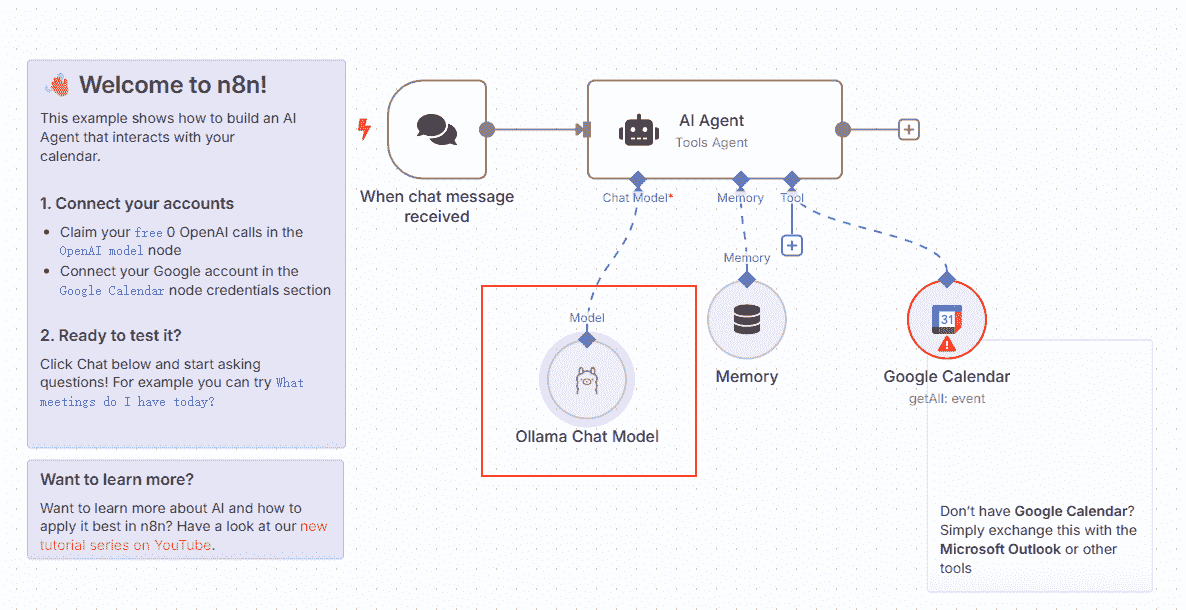 Welcome to n8n!
This example shows how to build an AI
Agent that interacts with your
calendar.
1. Connect your accounts
• Claim your free 0 OpenAI calls in the
OpenAI model node
• Connect your Google account in the
Google Calendar node credentials section
2. Ready to test it?
Click Chat below and start asking
questions! For example you can try What
meetings do I have today?
Want to learn more?
Want to learn more about AI and how to
apply it best in n8n? Have a look at our new
tutorial series on YouTube.
When chat message
received
AI Agent
Tools Agent
Chat Model*
Memory
Tool
Model
Ollama Chat Model
Memory
Memory
31
Google Calendar
getAll: event
Don't have Google Calendar?
Simply exchange this with the
Microsoft Outlook or other
tools